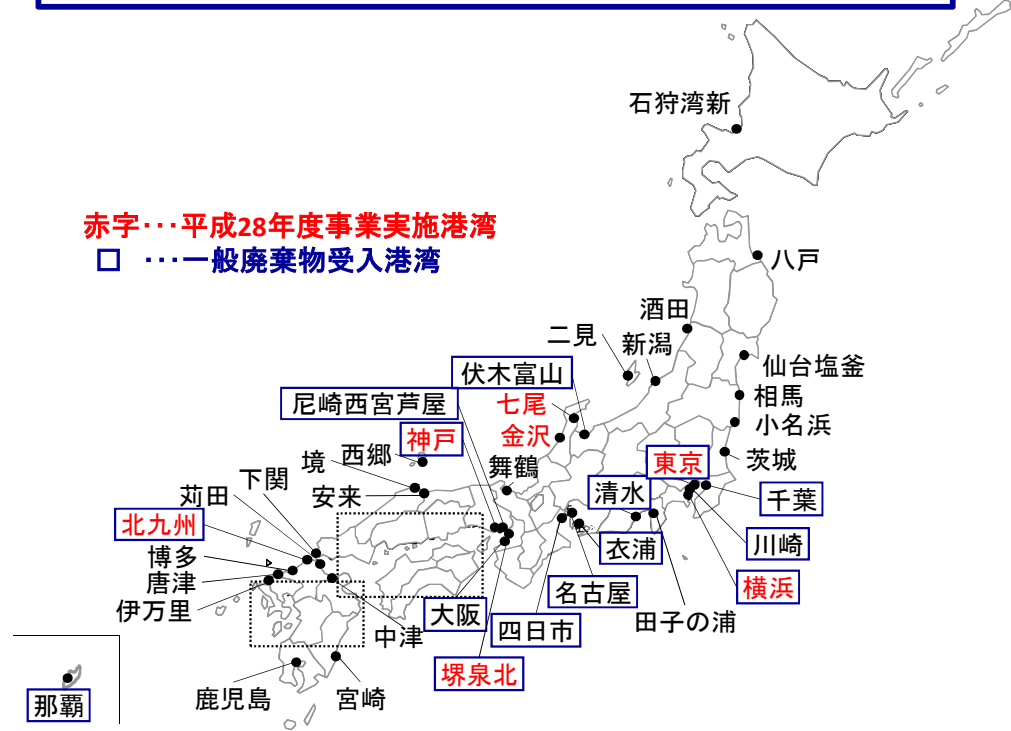 石狩湾新
赤字･･･平成28年度事業実施港湾
□ ･･･一般廃棄物受入港湾
八戸
酒田
二見
新潟
仙台塩釜
伏木富山
相馬
尼崎西宮芦屋
七尾
小名浜
神戸
金沢
西郷
舞鶴
東京
茨城
境
下関
安来
清水
千葉
苅田
北九州
衣浦
川崎
博多
唐津
名古屋
横浜
伊万里
大阪
四日市
田子の浦
中津
堺泉北
鹿児島
宮崎
那覇